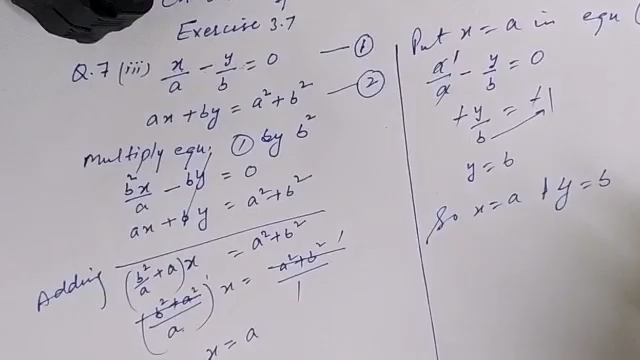 Exercise 3.7
Q.7 (iii) x/a - y/b = 0 — ①
ax + by = a² + b² — ②
Multiply equ. ① by b²
b²x/a - by = 0
ax + by = a² + b²
Adding (b²/a + a)x = a² + b²
(b² + a²/a) x = a² + b² 1/1
x = a
Put x = a in equ (
a 1/a - y/b = 0
+y/b = +1
y = b
So x = a & y = b